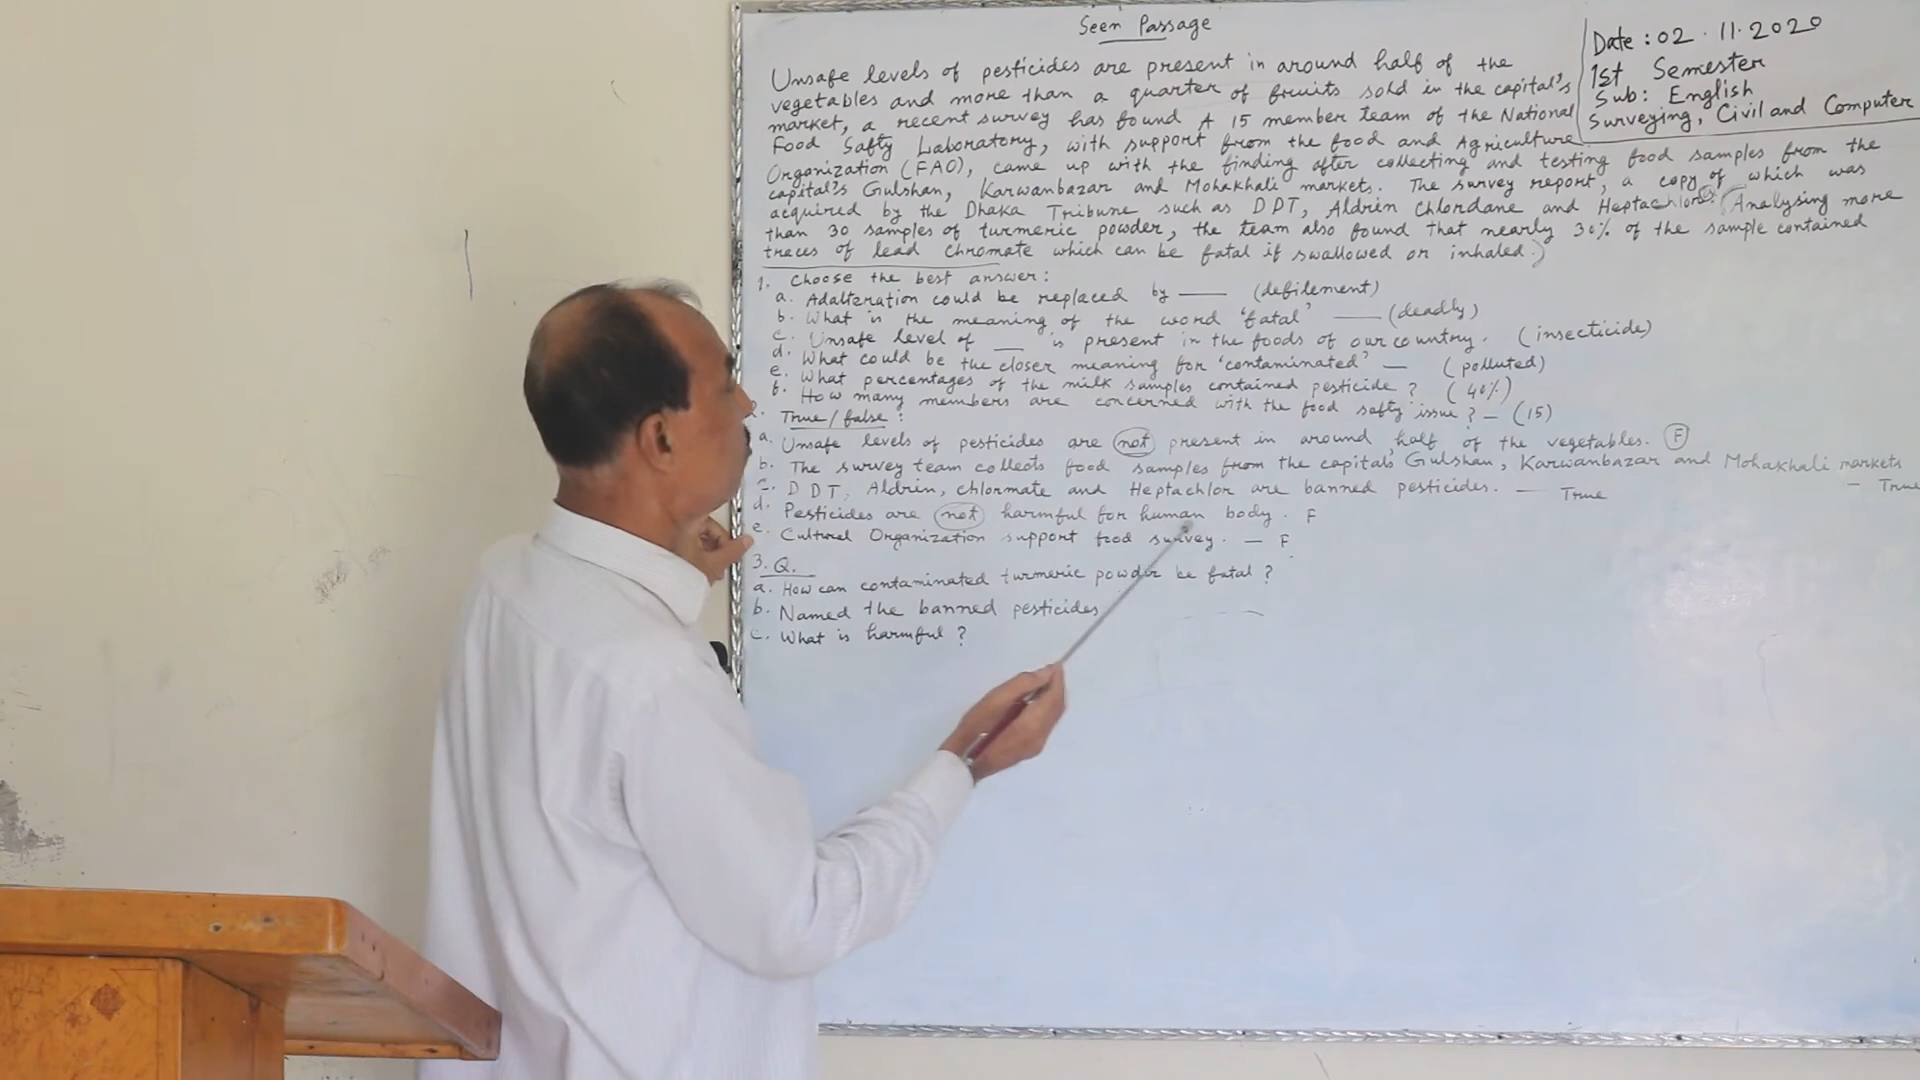 Seen Passage
Date : 02 . 11 . 2020
1st Semester
Sub : English
Surveying, Civil and Computer
Unsafe levels of pesticides are present in around half of the
vegetables and more than a quarter of fruits sold in the capital's
market, a recent survey has found A 15 member team of the National
Food Safty Laboratory, with support from the food and Agriculture
Organization (FAO), came up with the finding after collecting and testing food samples from the
capital's Gulshan, Karwanbazar and Mohakhali markets. The survey report, a copy of which was
acquired by the Dhaka Tribune such as DDT, Aldrin Chlordane and Heptachlor. (Analysing more
than 30 samples of turmeric powder, the team also found that nearly 30% of the sample contained
traces of lead chromate which can be fatal if swallowed or inhaled.)
1. Choose the best answer :
a. Adalteration could be replaced by ___ (defilement)
b. What is the meaning of the word 'fatal' ___ (deadly)
c. Unsafe level of ___ is present in the foods of our country. (insecticide)
d. What could be the closer meaning for 'contaminated' — (polluted)
e. What percentages of the milk samples contained pesticide ? (40%)
f. How many members are concerned with the food safty issue ? — (15)
2. True / false :
a. Unsafe levels of pesticides are not present in around half of the vegetables. F
b. The survey team collects food samples from the capital's Gulshan, Karwanbazar and Mohakhali markets
— True
c. DDT, Aldrin, chlormate and Heptachlor are banned pesticides. — True
d. Pesticides are not harmful for human body . F
e. Cultural Organization support food survey. — F
3. Q.
a. How can contaminated turmeric powder be fatal ?
b. Named the banned pesticides
c. What is harmful ?